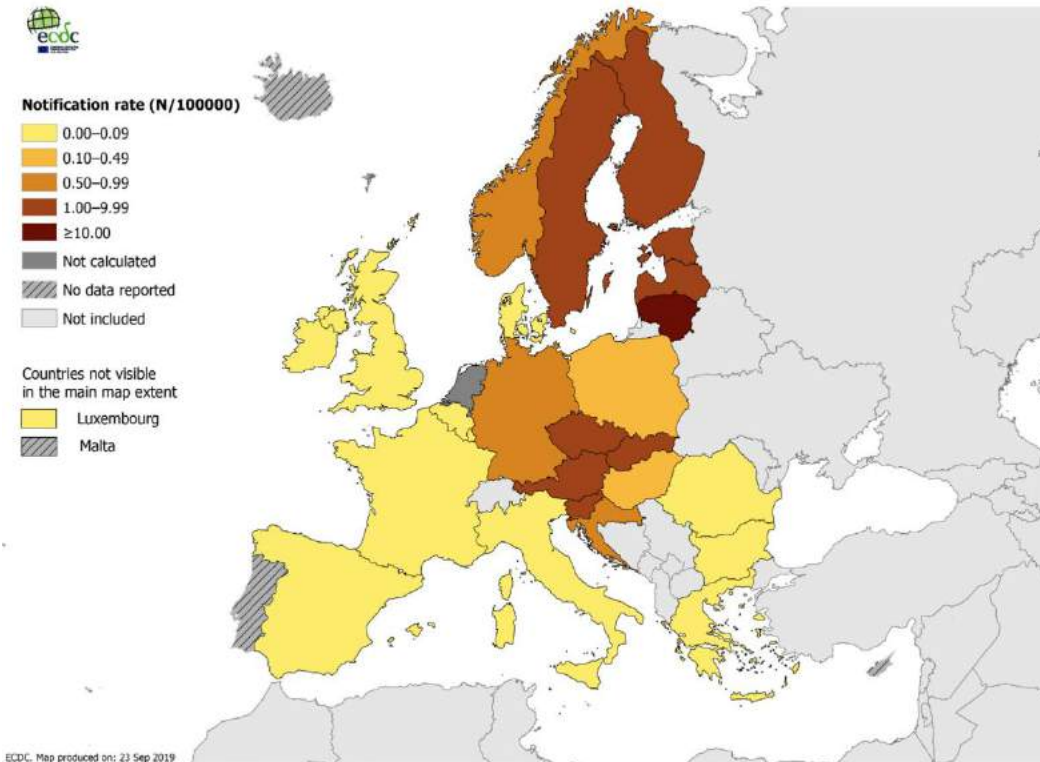 ecdc
Notification rate (N/100000)
0.00–0.09
0.10–0.49
0.50–0.99
1.00–9.99
≥10.00
Not calculated
No data reported
Not included
Countries not visible
in the main map extent
Luxembourg
Malta
ECDC. Map produced on: 23 Sep 2019